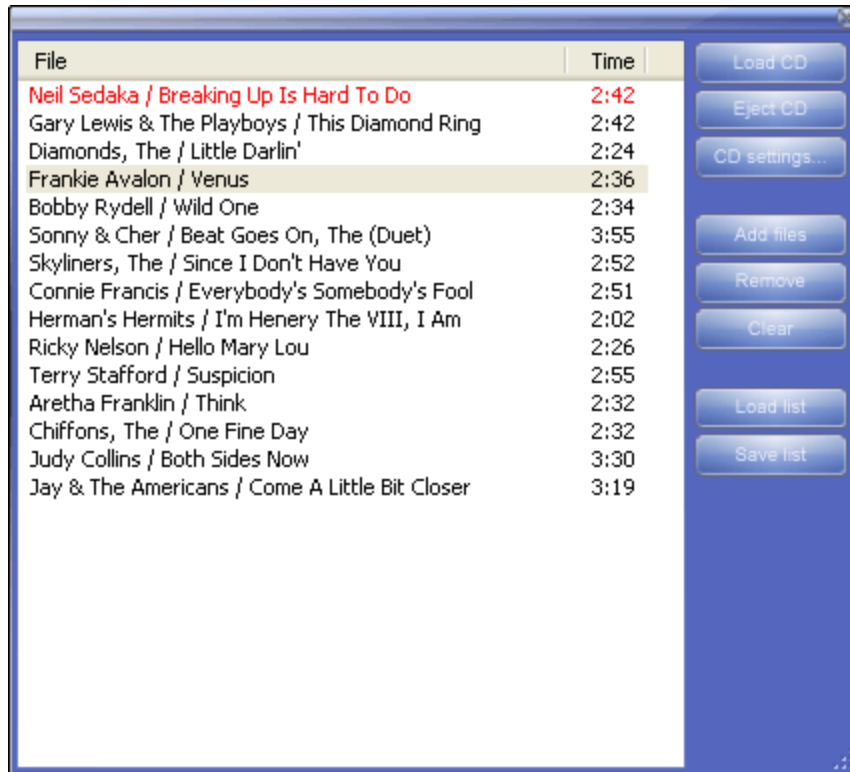 File Time
Neil Sedaka / Breaking Up Is Hard To Do 2:42
Gary Lewis & The Playboys / This Diamond Ring 2:42
Diamonds, The / Little Darlin' 2:24
Frankie Avalon / Venus 2:36
Bobby Rydell / Wild One 2:34
Sonny & Cher / Beat Goes On, The (Duet) 3:55
Skyliners, The / Since I Don't Have You 2:52
Connie Francis / Everybody's Somebody's Fool 2:51
Herman's Hermits / I'm Henery The VIII, I Am 2:02
Ricky Nelson / Hello Mary Lou 2:26
Terry Stafford / Suspicion 2:55
Aretha Franklin / Think 2:32
Chiffons, The / One Fine Day 2:32
Judy Collins / Both Sides Now 3:30
Jay & The Americans / Come A Little Bit Closer 3:19
Load CD
Eject CD
CD settings...
Add files
Remove
Clear
Load list
Save list